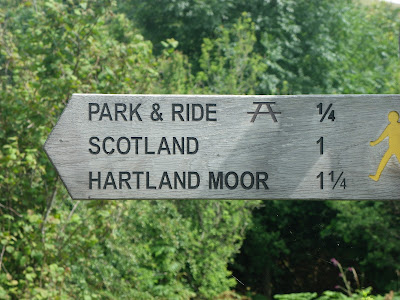 PARK & RIDE ¼
SCOTLAND 1
HARTLAND MOOR 1¼